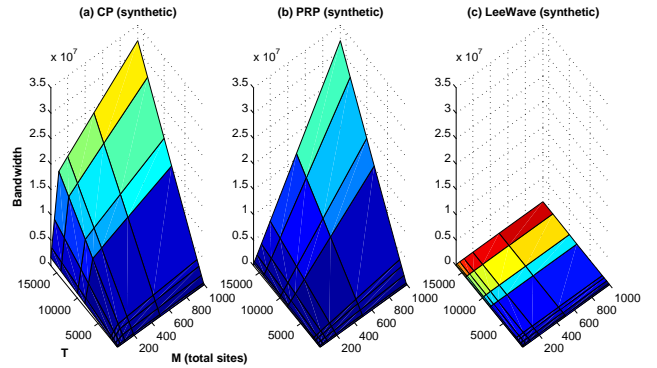 (a) CP (synthetic) (b) PRP (synthetic) (c) LeeWave (synthetic)
x 10^7 x 10^7 x 10^7
3.5 3.5 3.5
3 3 3
2.5 2.5 2.5
2 2 2
1.5 1.5 1.5
1 1 1
0.5 0.5 0.5
0 0 0
Bandwidth
15000 15000 15000
10000 10000 10000
5000 5000 5000
1000 1000 1000
800 800 800
600 600 600
400 400 400
200 200 200
T M (total sites)